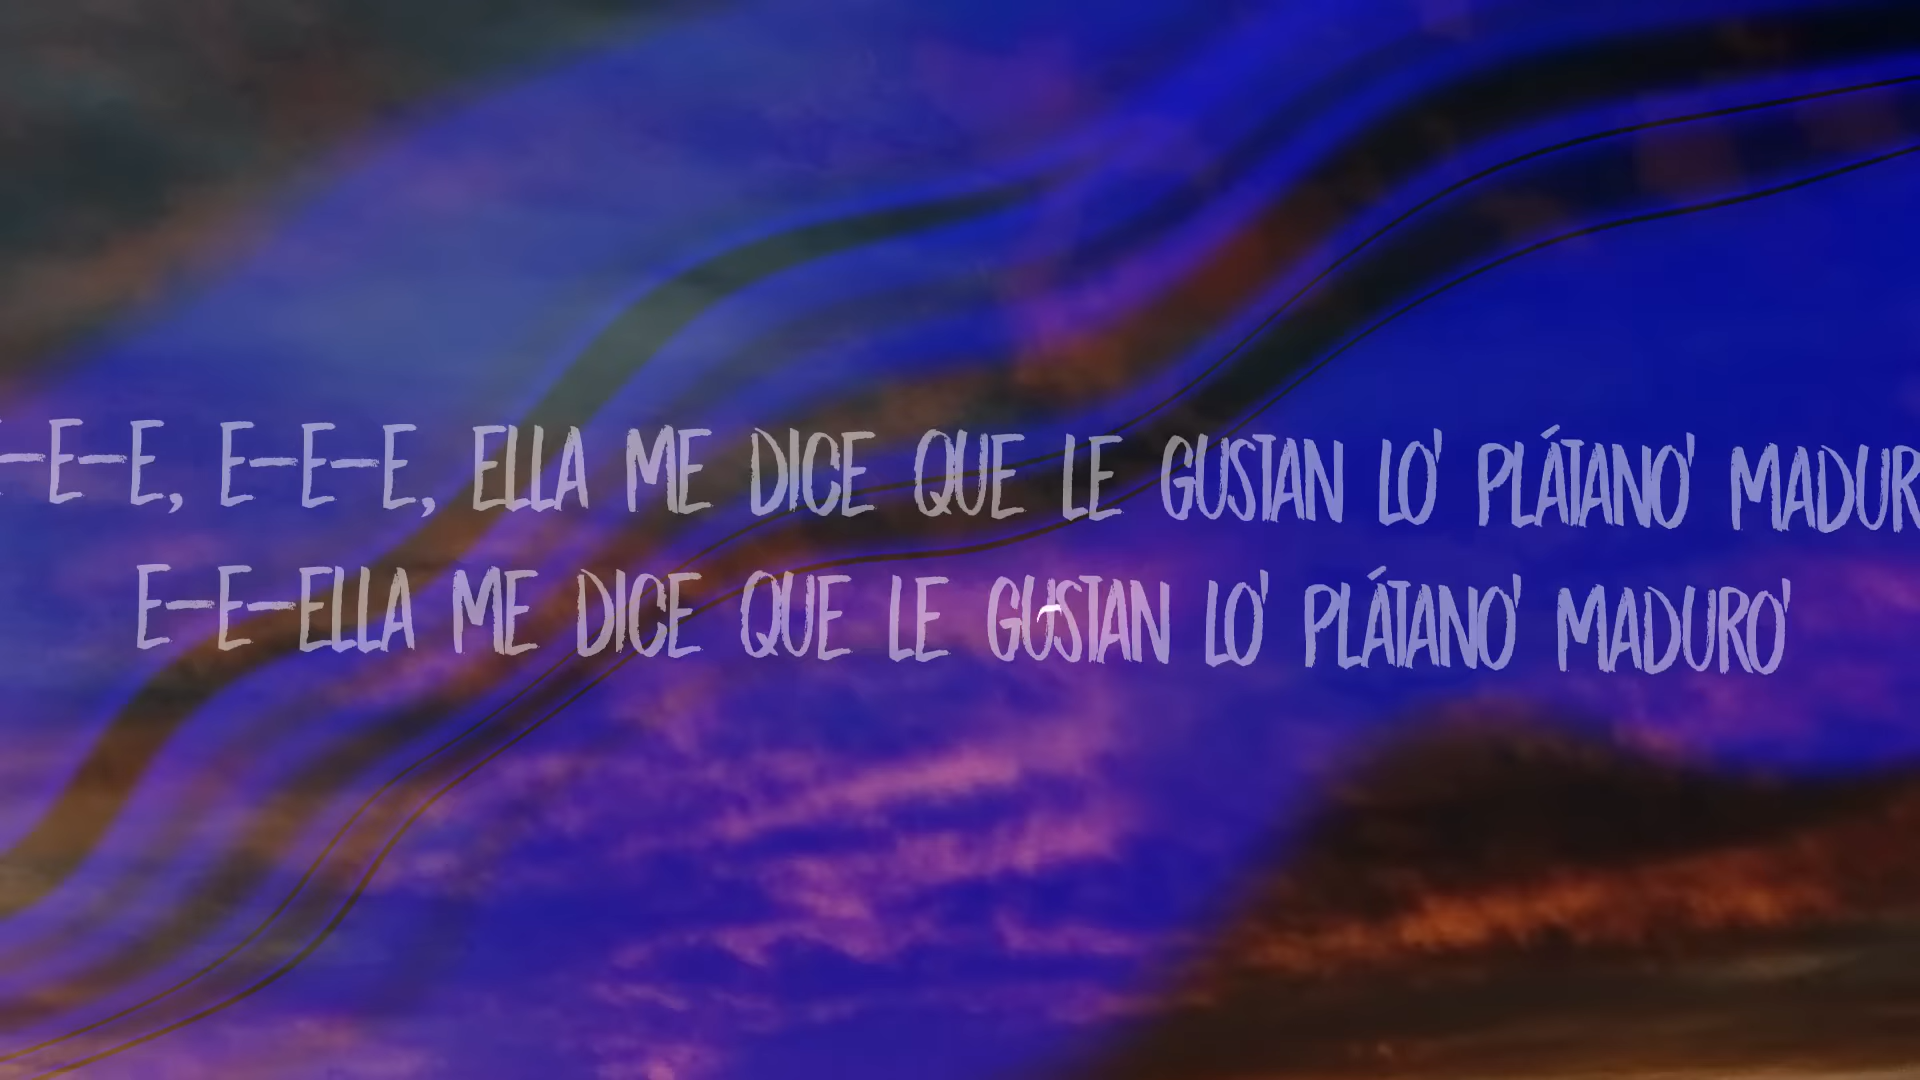 -E-E, E-E-E, ELLA ME DICE QUE LE GUSTAN LO' PLÁTANO' MADUR
E-E-ELLA ME DICE QUE LE GUSTAN LO' PLÁTANO' MADURO'